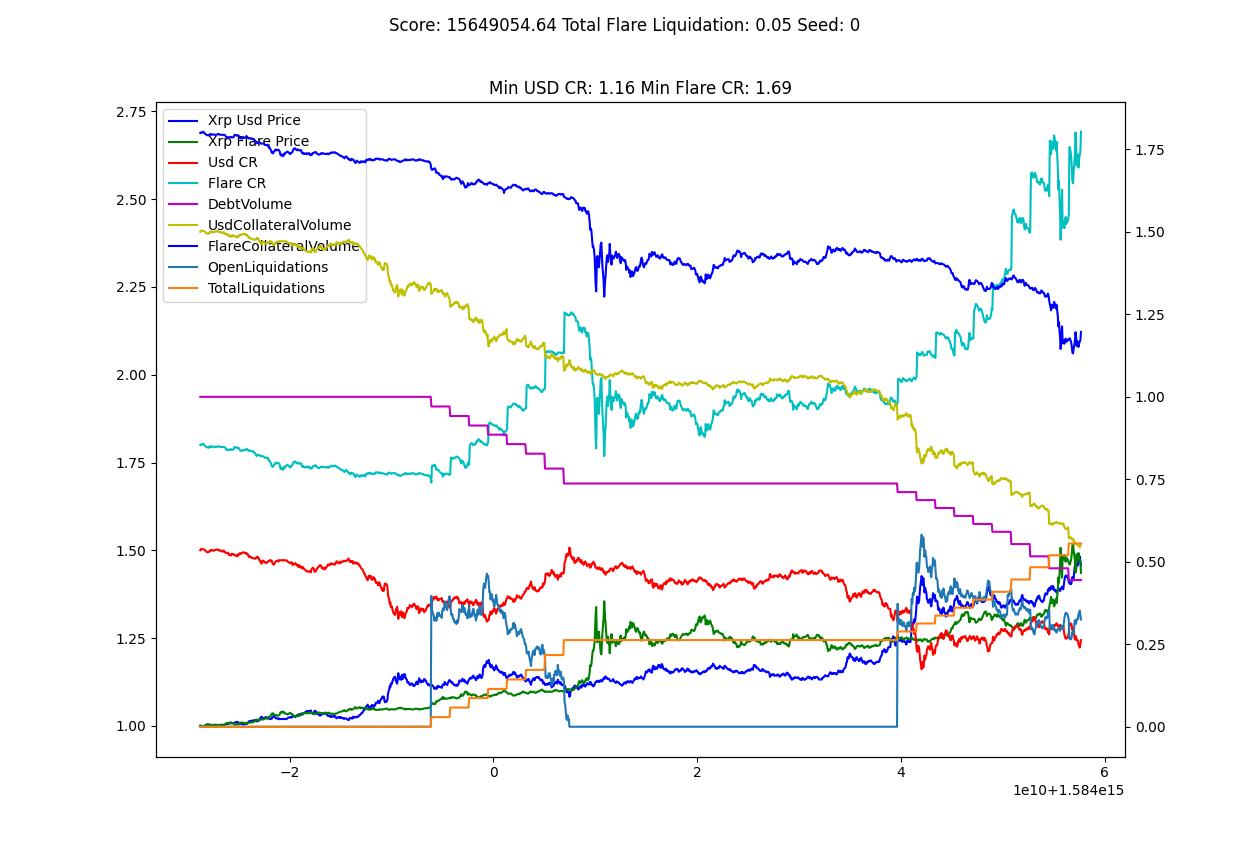 Score: 15649054.64 Total Flare Liquidation: 0.05 Seed: 0
Min USD CR: 1.16 Min Flare CR: 1.69
Xrp Usd Price
Xrp Flare Price
Usd CR
Flare CR
DebtVolume
UsdCollateralVolume
FlareCollateralVolume
OpenLiquidations
TotalLiquidations
2.75
2.50
2.25
2.00
1.75
1.50
1.25
1.00
1.75
1.50
1.25
1.00
0.75
0.50
0.25
0.00
−2
0
2
4
6
1e10+1.584e15